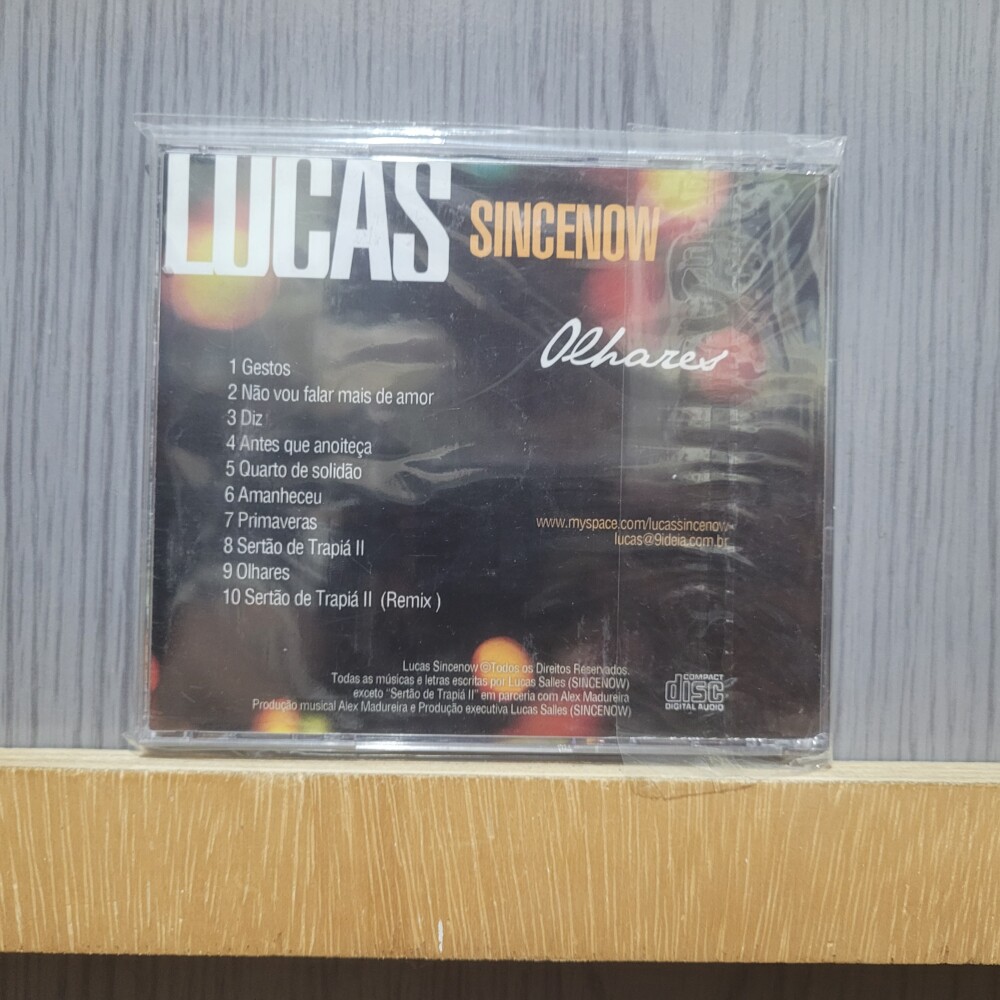 LUCAS SINCENOW
Olhares
1 Gestos
2 Não vou falar mais de amor
3 Diz
4 Antes que anoiteça
5 Quarto de solidão
6 Amanheceu
7 Primaveras
8 Sertão de Trapiá II
9 Olhares
10 Sertão de Trapiá II (Remix )
www.myspace.com/lucassincenow
lucas@9ideia.com.br
Lucas Sincenow ©Todos os Direitos Reservados.
Todas as músicas e letras escritas por Lucas Salles (SINCENOW)
exceto "Sertão de Trapiá II" em parceria com Alex Madureira
Produção musical Alex Madureira e Produção executiva Lucas Salles (SINCENOW)
COMPACT
disc
DIGITAL AUDIO